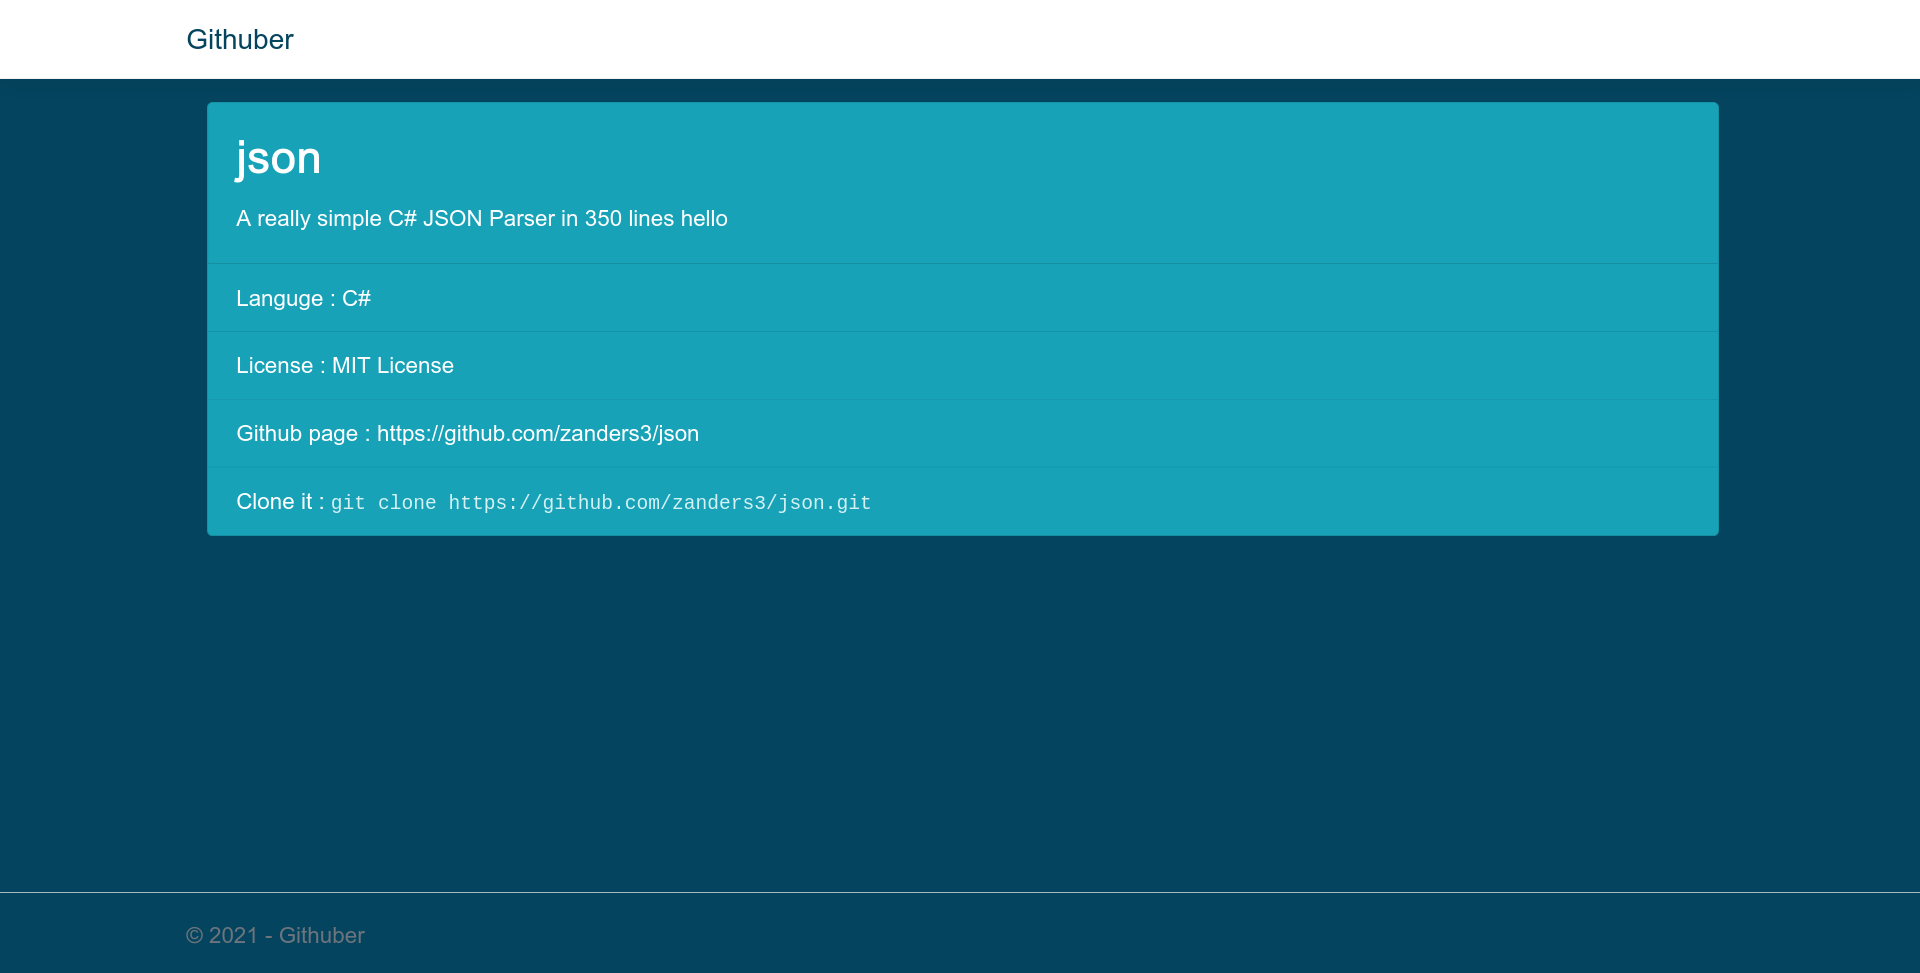 Githuber
json
A really simple C# JSON Parser in 350 lines hello
Languge : C#
License : MIT License
Github page : https://github.com/zanders3/json
Clone it : git clone https://github.com/zanders3/json.git
© 2021 - Githuber